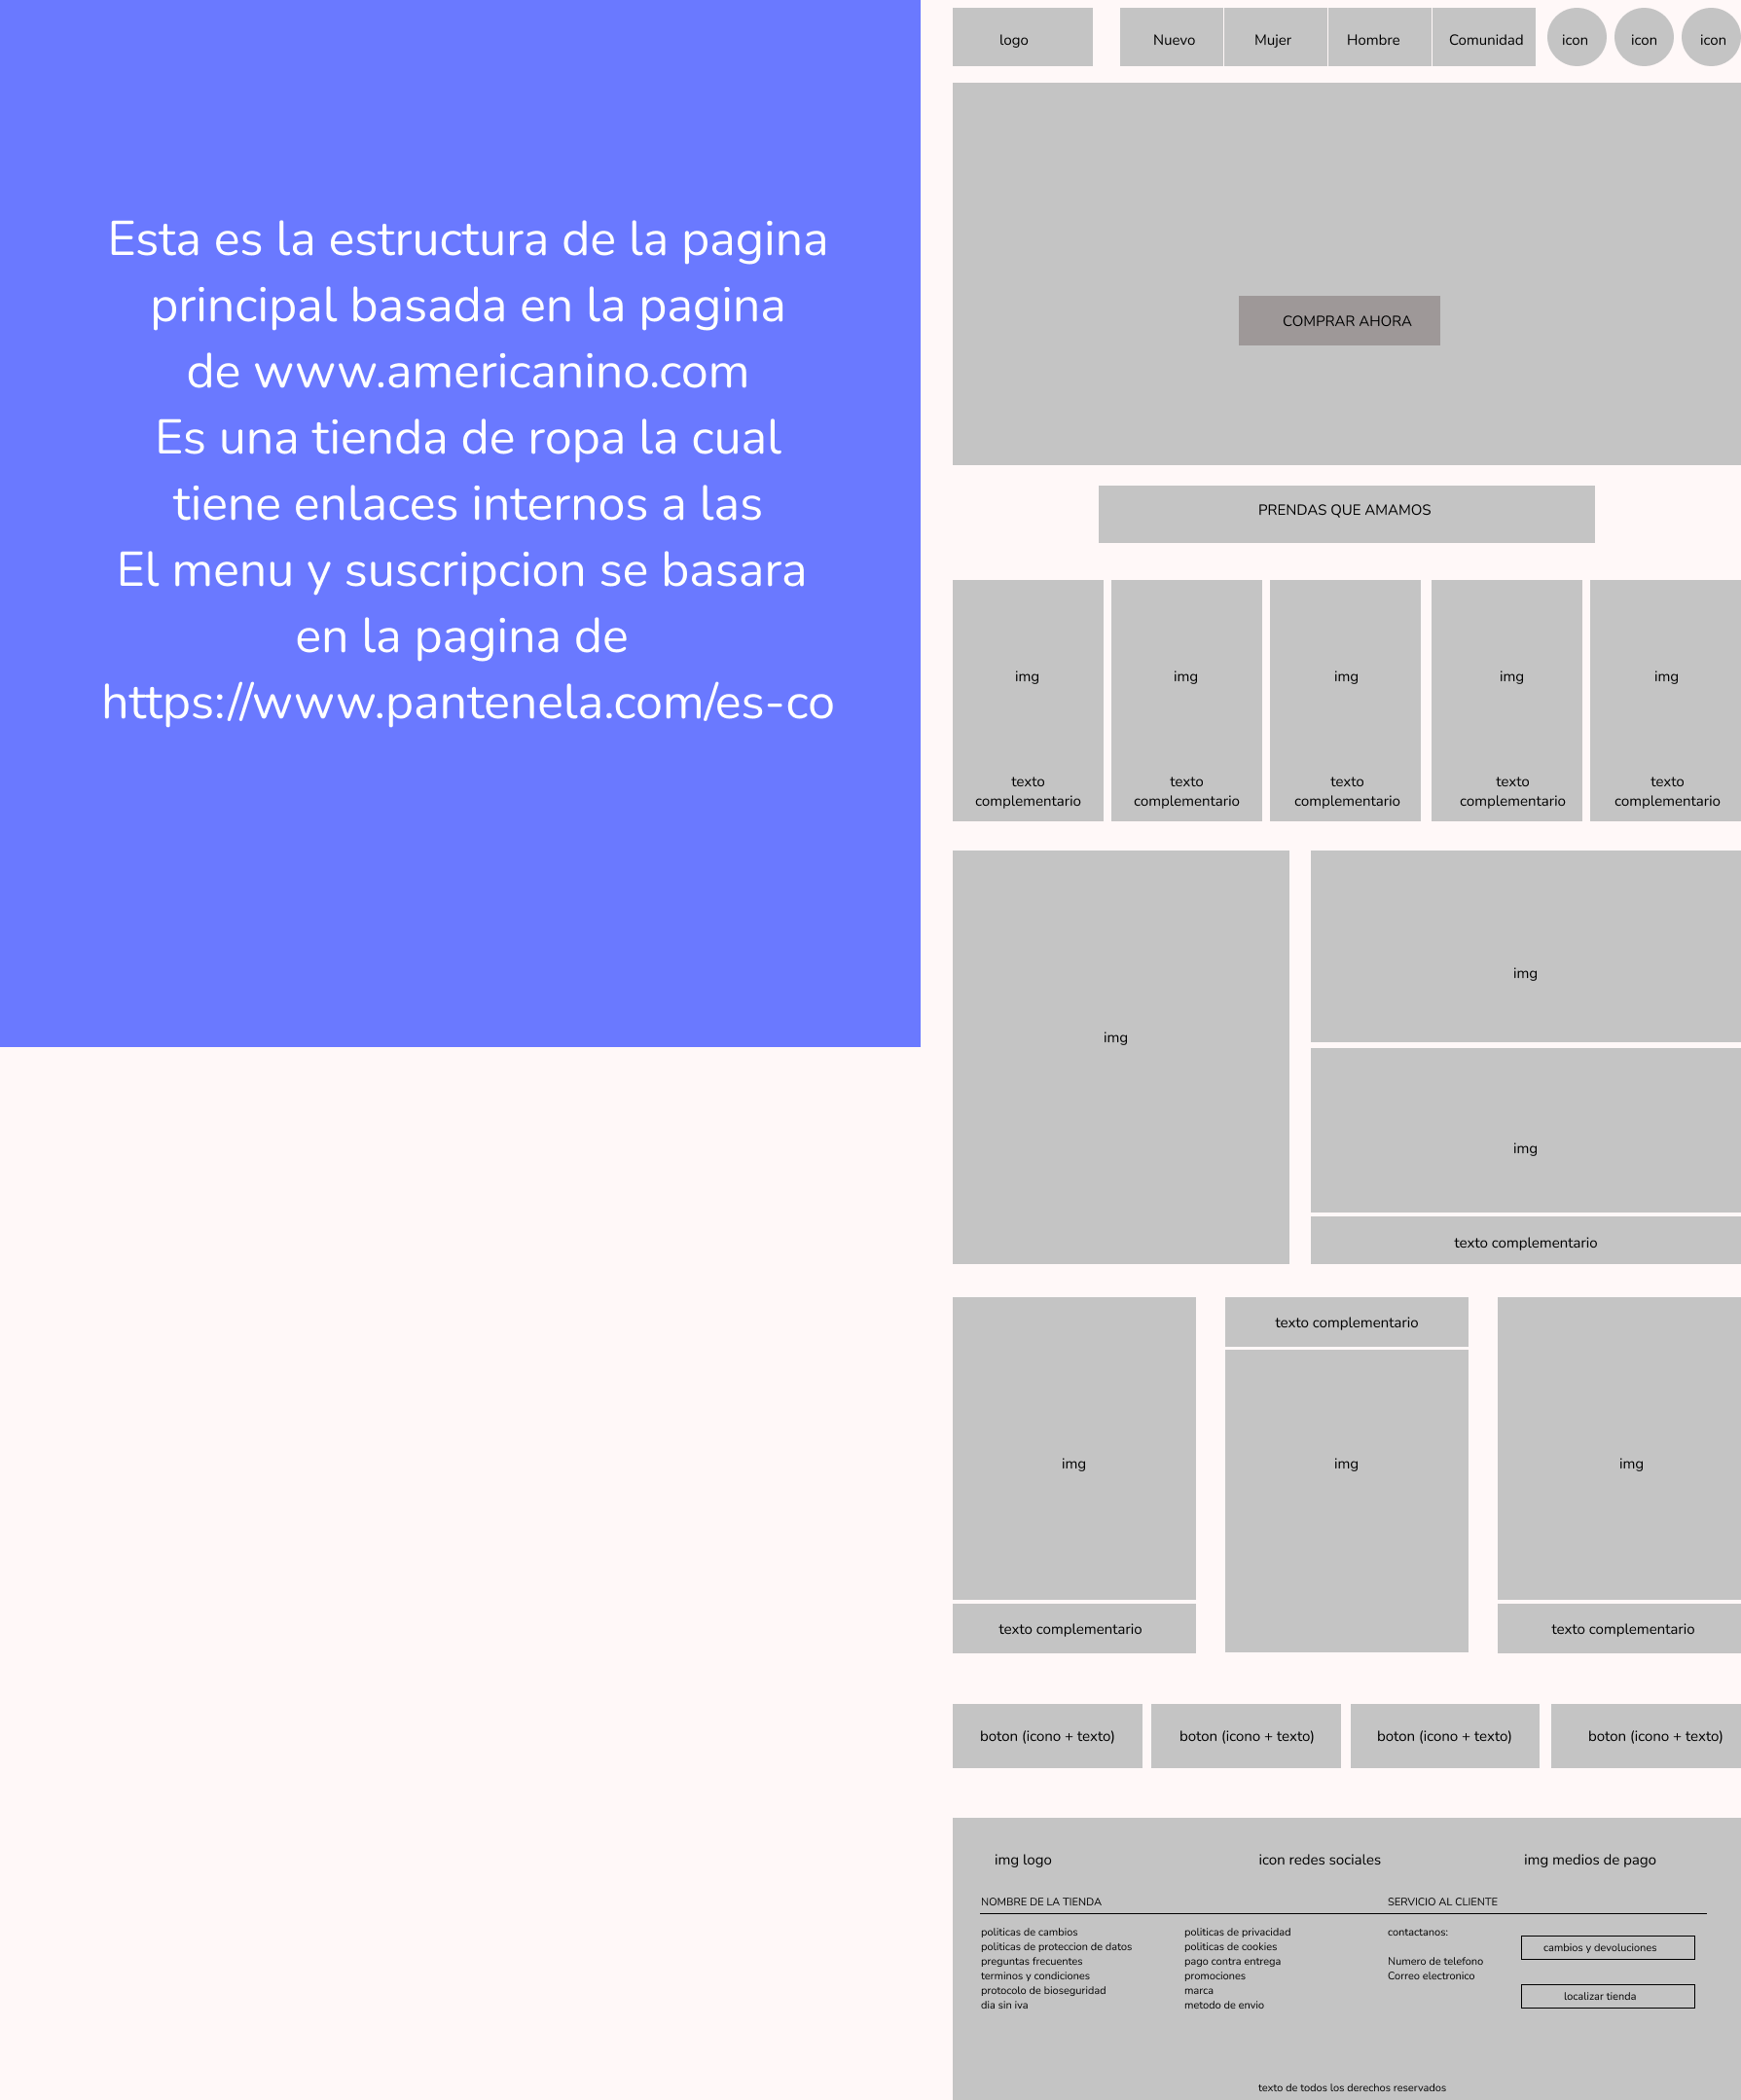 Esta es la estructura de la pagina
principal basada en la pagina
de www.americanino.com
Es una tienda de ropa la cual
tiene enlaces internos a las
El menu y suscripcion se basara
en la pagina de
https://www.pantenela.com/es-co
logo
Nuevo
Mujer
Hombre
Comunidad
icon
icon
icon
COMPRAR AHORA
PRENDAS QUE AMAMOS
img
img
img
img
img
texto
complementario
texto
complementario
texto
complementario
texto
complementario
texto
complementario
img
img
img
texto complementario
img
texto complementario
texto complementario
img
img
texto complementario
boton (icono + texto)
boton (icono + texto)
boton (icono + texto)
boton (icono + texto)
img logo
icon redes sociales
img medios de pago
NOMBRE DE LA TIENDA
politicas de cambios
politicas de proteccion de datos
preguntas frecuentes
terminos y condiciones
protocolo de bioseguridad
dia sin iva
politicas de privacidad
politicas de cookies
pago contra entrega
promociones
marca
metodo de envio
SERVICIO AL CLIENTE
contactanos:
Numero de telefono
Correo electronico
cambios y devoluciones
localizar tienda
texto de todos los derechos reservados